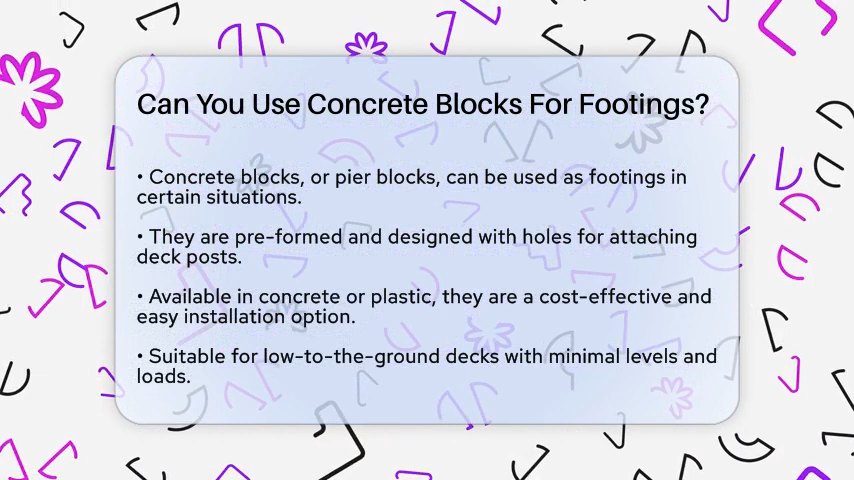 Can You Use Concrete Blocks For Footings?
• Concrete blocks, or pier blocks, can be used as footings in
certain situations.
• They are pre-formed and designed with holes for attaching
deck posts.
• Available in concrete or plastic, they are a cost-effective and
easy installation option.
• Suitable for low-to-the-ground decks with minimal levels and
loads.